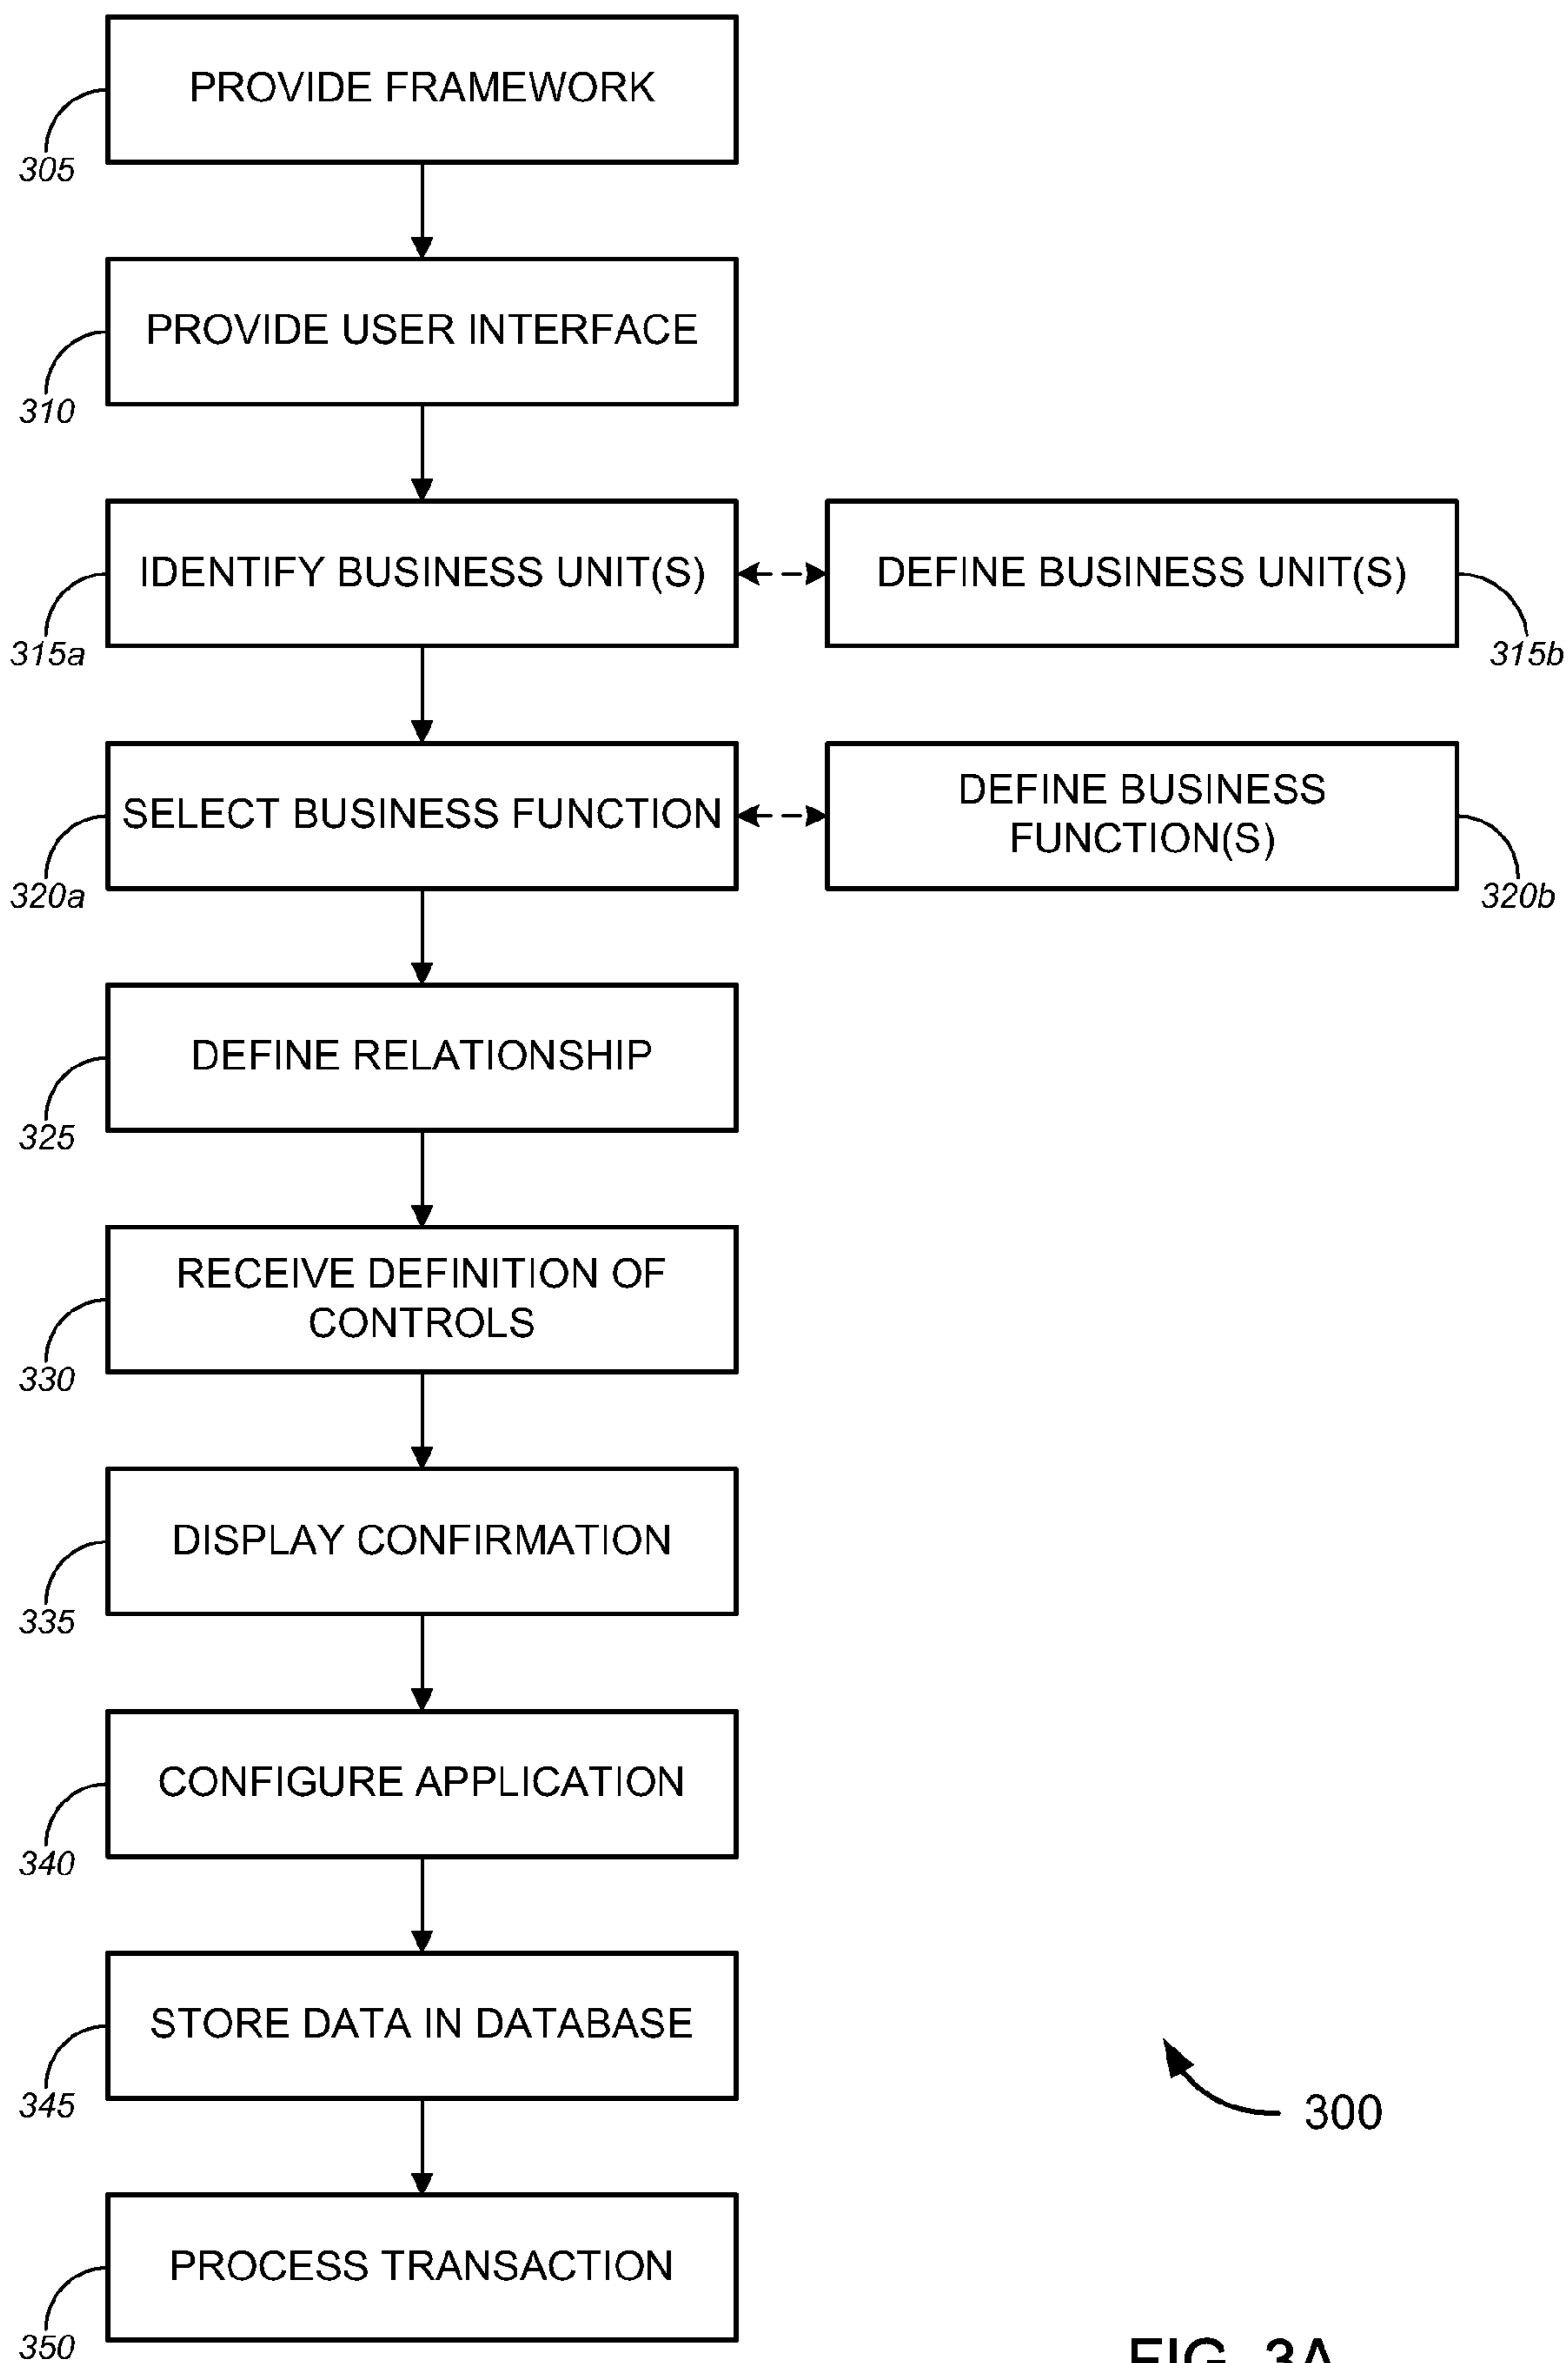 PROVIDE FRAMEWORK
305
PROVIDE USER INTERFACE
310
IDENTIFY BUSINESS UNIT(S)
DEFINE BUSINESS UNIT(S)
315a
315b
SELECT BUSINESS FUNCTION
DEFINE BUSINESS
FUNCTION(S)
320a
320b
DEFINE RELATIONSHIP
325
RECEIVE DEFINITION OF
CONTROLS
330
DISPLAY CONFIRMATION
335
CONFIGURE APPLICATION
340
STORE DATA IN DATABASE
345
300
PROCESS TRANSACTION
350
FIG. 3A